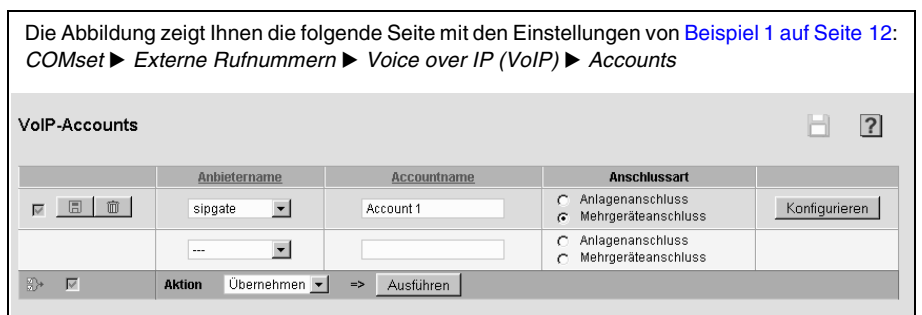 Die Abbildung zeigt Ihnen die folgende Seite mit den Einstellungen von Beispiel 1 auf Seite 12:
COMset ► Externe Rufnummern ► Voice over IP (VoIP) ► Accounts
VoIP-Accounts
?
Anbietername Accountname Anschlussart
sipgate Account 1 Anlagenanschluss
Mehrgeräteanschluss
Konfigurieren
--- Anlagenanschluss
Mehrgeräteanschluss
Aktion Übernehmen => Ausführen